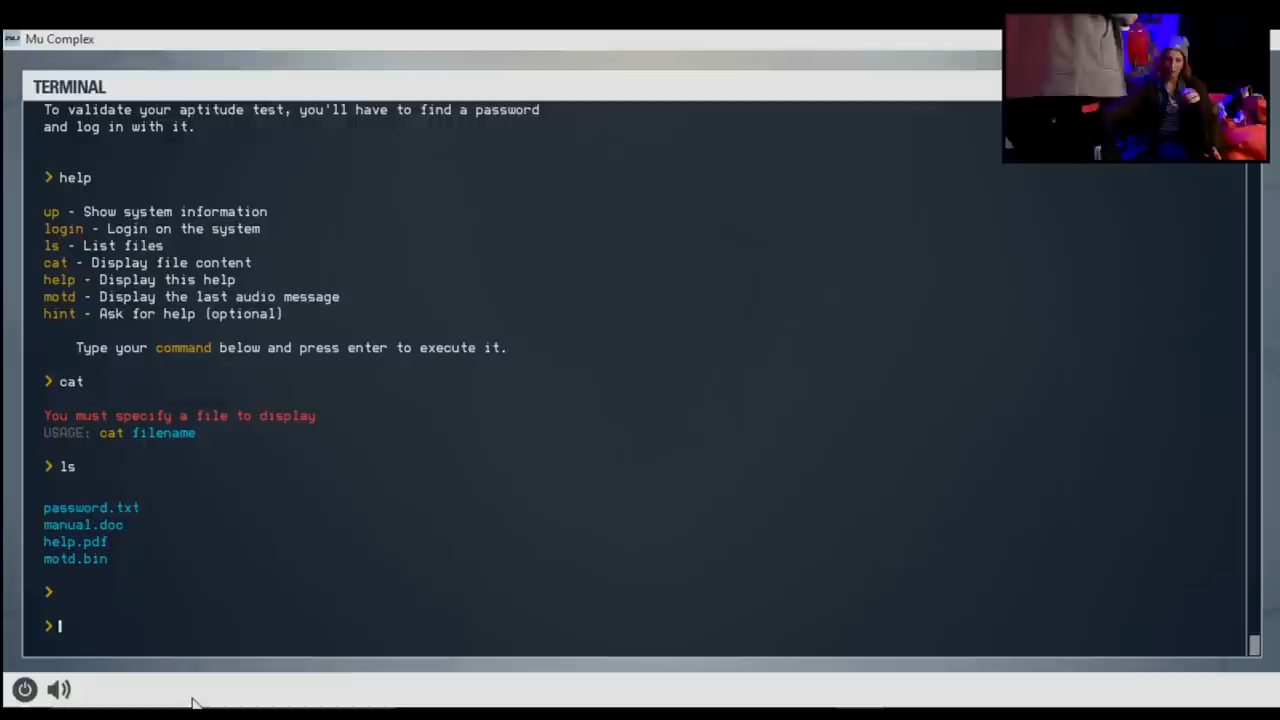 Mu Complex
TERMINAL
To validate your aptitude test, you'll have to find a password
and log in with it.
> help
up - Show system information
login - Login on the system
ls - List files
cat - Display file content
help - Display this help
motd - Display the last audio message
hint - Ask for help (optional)
Type your command below and press enter to execute it.
> cat
You must specify a file to display
USAGE: cat filename
> ls
password.txt
manual.doc
help.pdf
motd.bin
>
>